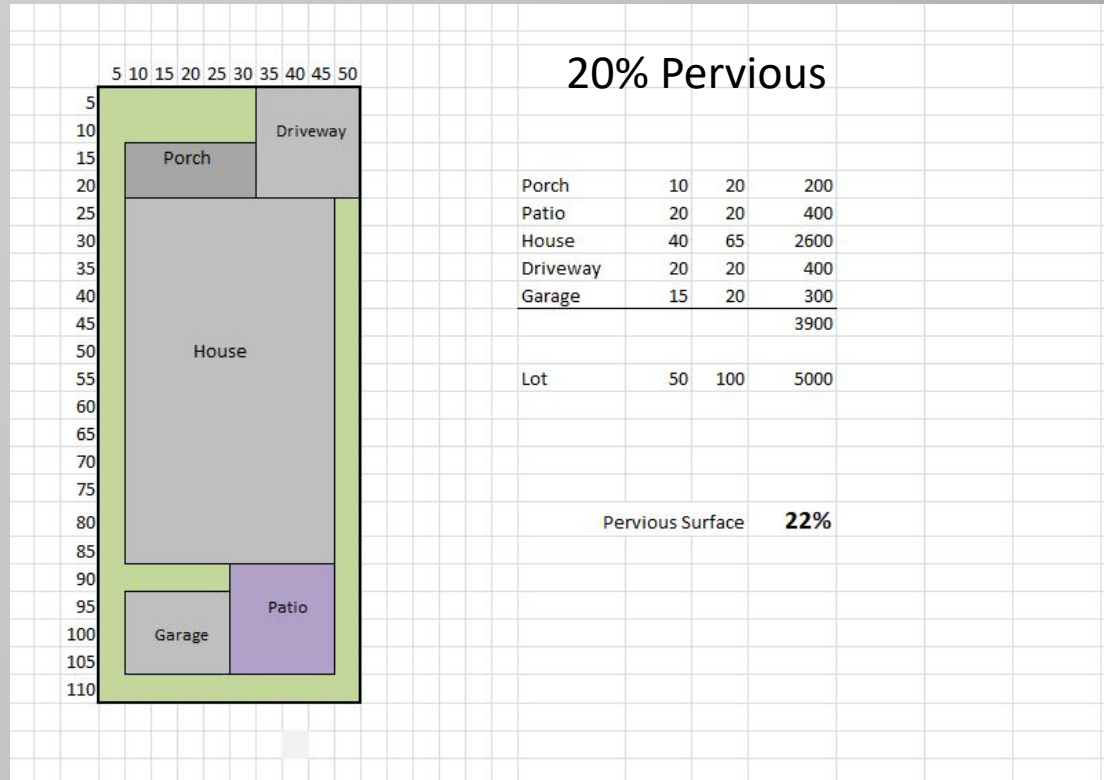 20% Pervious
5 10 15 20 25 30 35 40 45 50
5
10 Driveway
15 Porch
20 Porch 10 20 200
25 Patio 20 20 400
30 House 40 65 2600
35 Driveway 20 20 400
40 Garage 15 20 300
45 3900
50 House
55 Lot 50 100 5000
60
65
70
75
80 Pervious Surface 22%
85
90
95 Patio
100 Garage
105
110